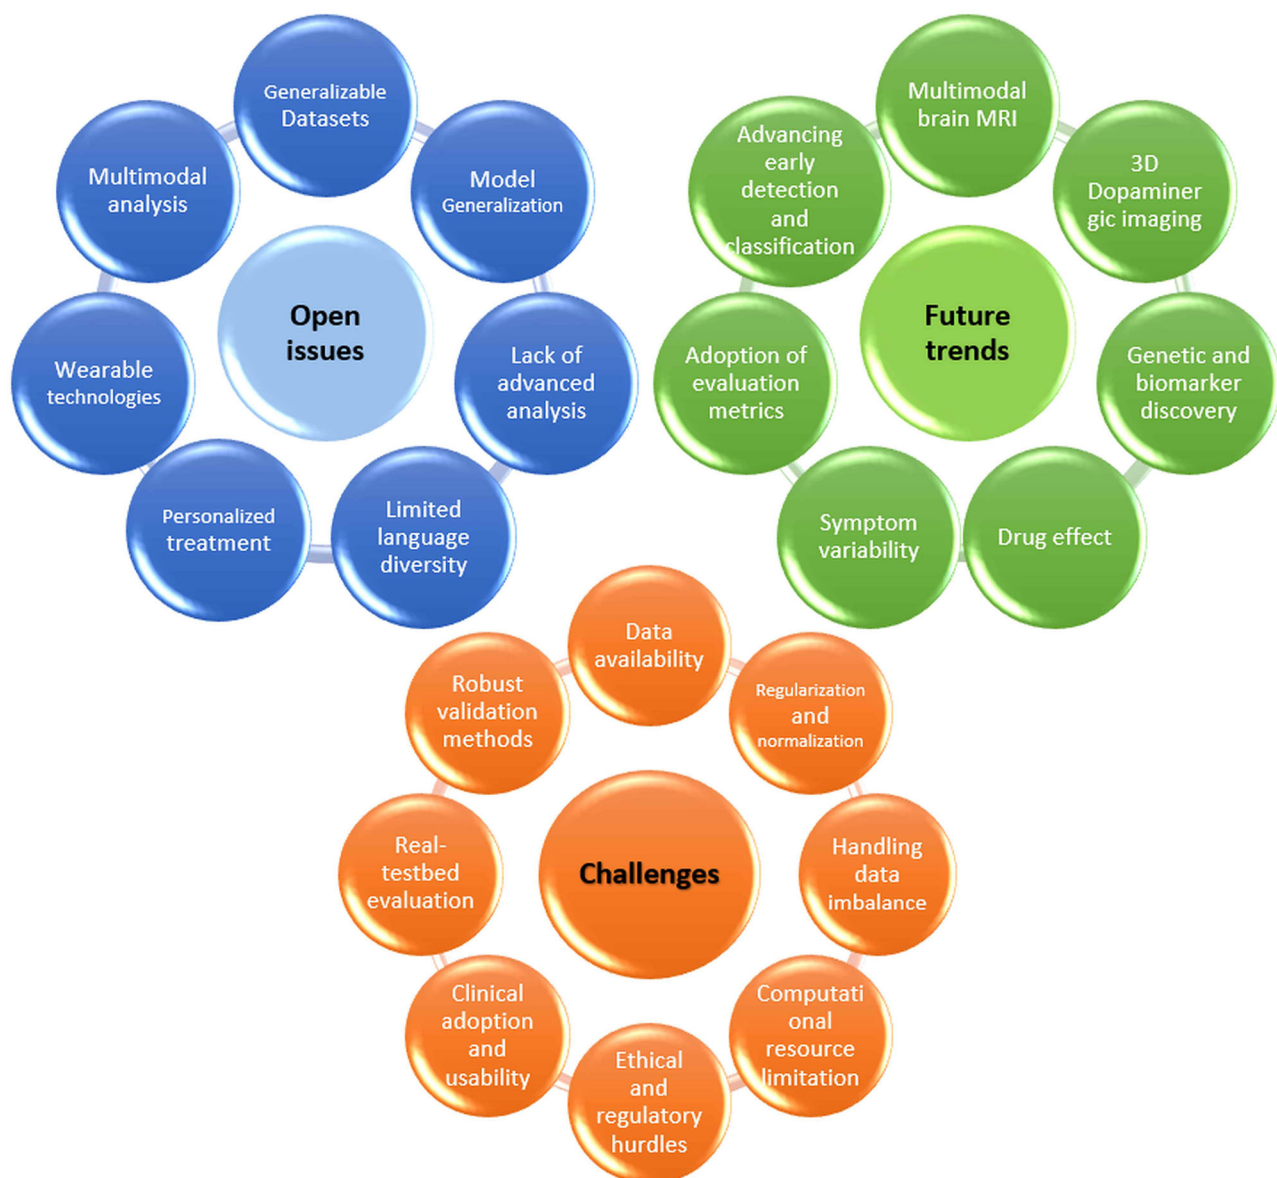 Open
issues
Generalizable
Datasets
Model
Generalization
Lack of
advanced
analysis
Limited
language
diversity
Personalized
treatment
Wearable
technologies
Multimodal
analysis
Future
trends
Multimodal
brain MRI
3D
Dopaminer
gic imaging
Genetic and
biomarker
discovery
Drug effect
Symptom
variability
Adoption of
evaluation
metrics
Advancing
early
detection
and
classification
Challenges
Data
availability
Regularization
and
normalization
Handling
data
imbalance
Computati
onal
resource
limitation
Ethical
and
regulatory
hurdles
Clinical
adoption
and
usability
Real-
testbed
evaluation
Robust
validation
methods